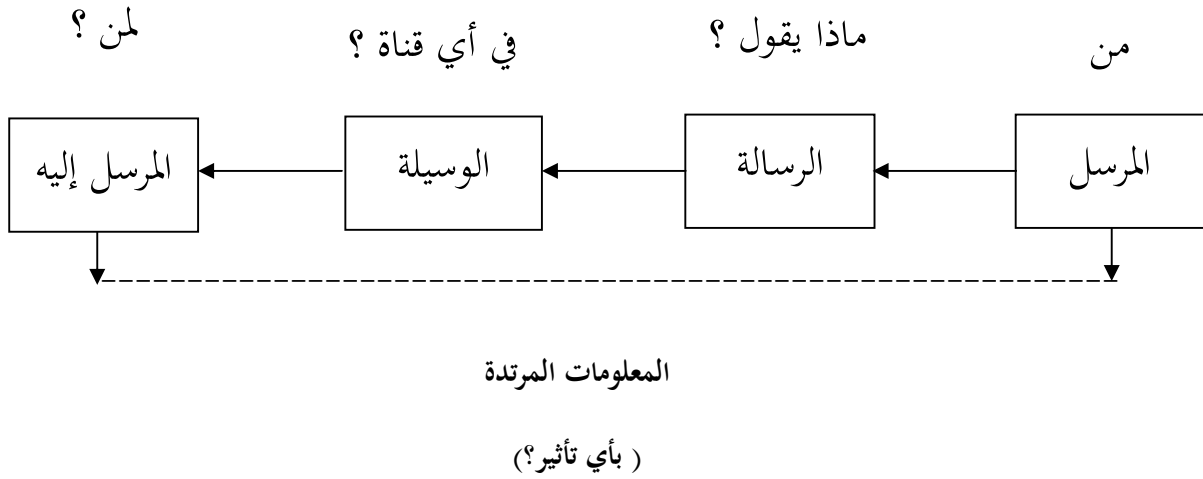 من
ماذا يقول ؟
في أي قناة ؟
لمن ؟
المرسل
الرسالة
الوسيلة
المرسل إليه
المعلومات المرتدة
( بأي تأثير؟)